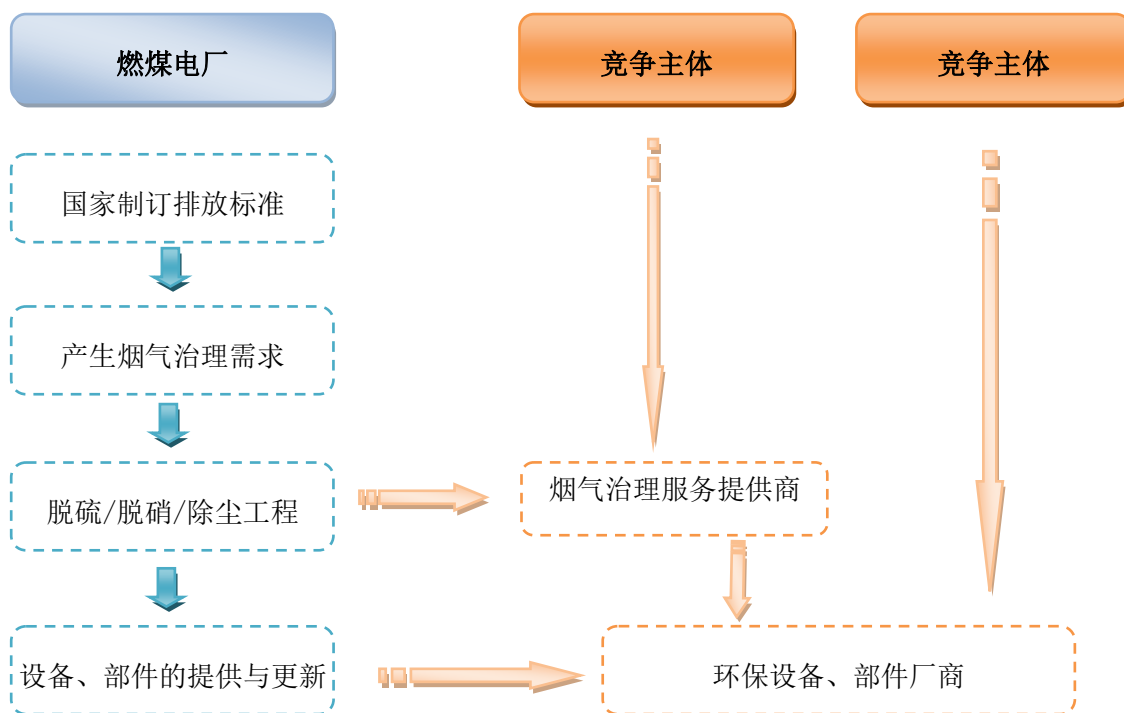 燃煤电厂
竞争主体
竞争主体
国家制订排放标准
产生烟气治理需求
脱硫/脱硝/除尘工程
烟气治理服务提供商
设备、部件的提供与更新
环保设备、部件厂商